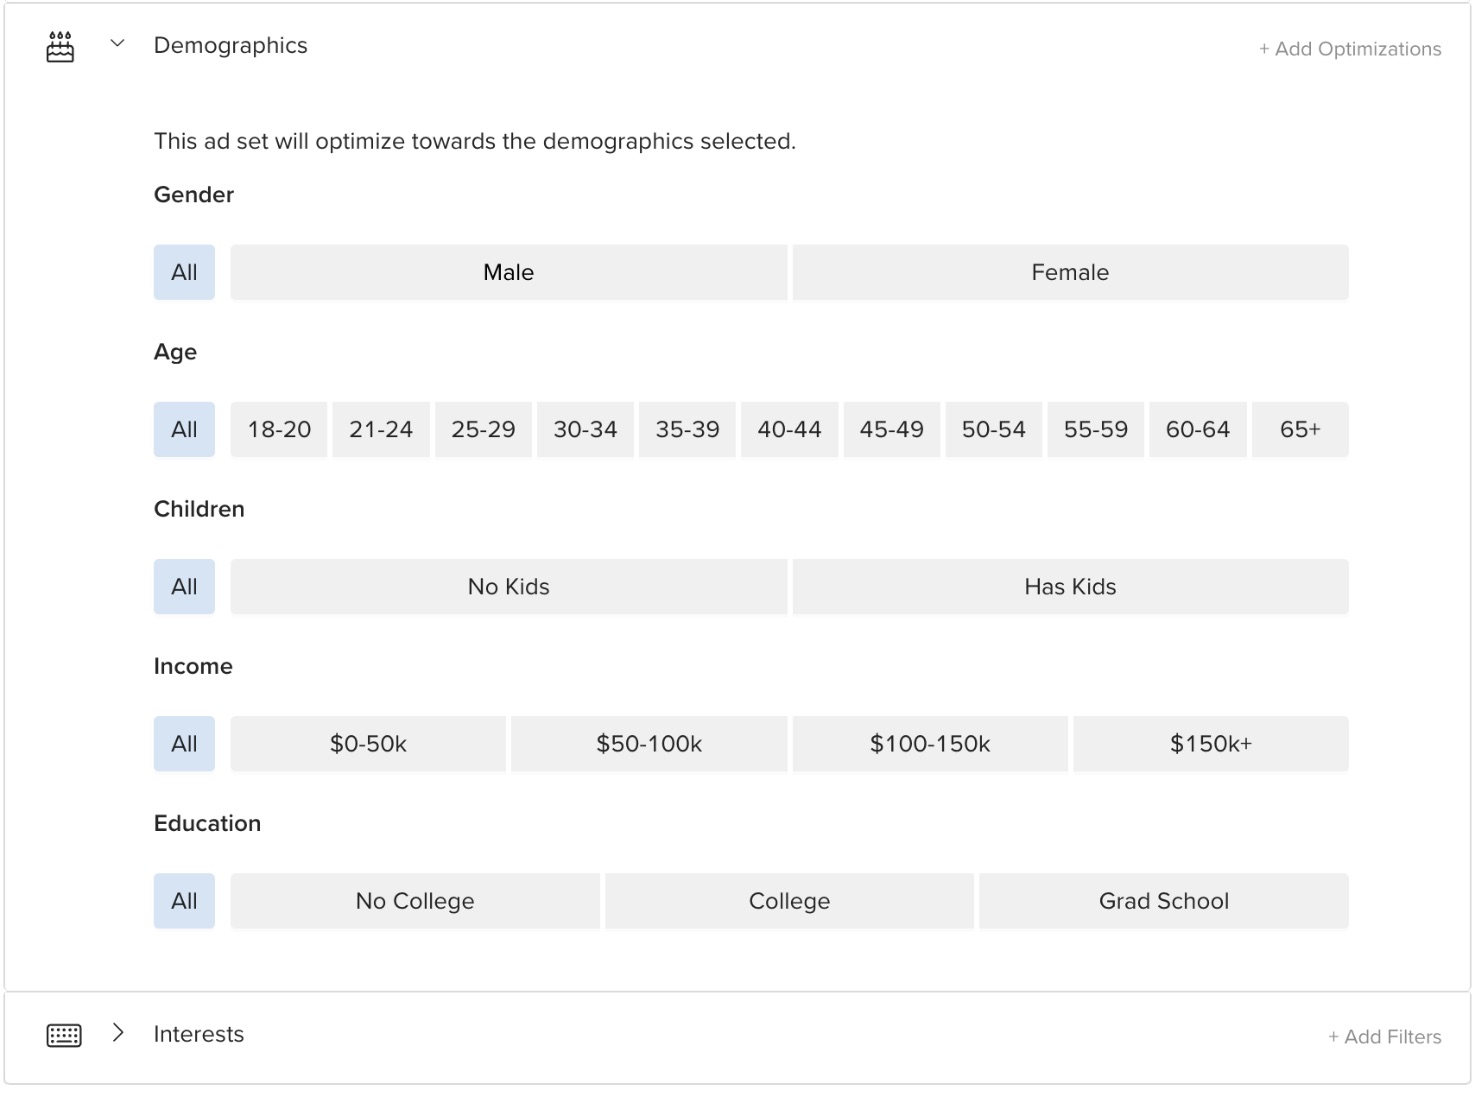 Demographics
+ Add Optimizations
This ad set will optimize towards the demographics selected.
Gender
All Male Female
Age
All 18-20 21-24 25-29 30-34 35-39 40-44 45-49 50-54 55-59 60-64 65+
Children
All No Kids Has Kids
Income
All $0-50k $50-100k $100-150k $150k+
Education
All No College College Grad School
Interests
+ Add Filters